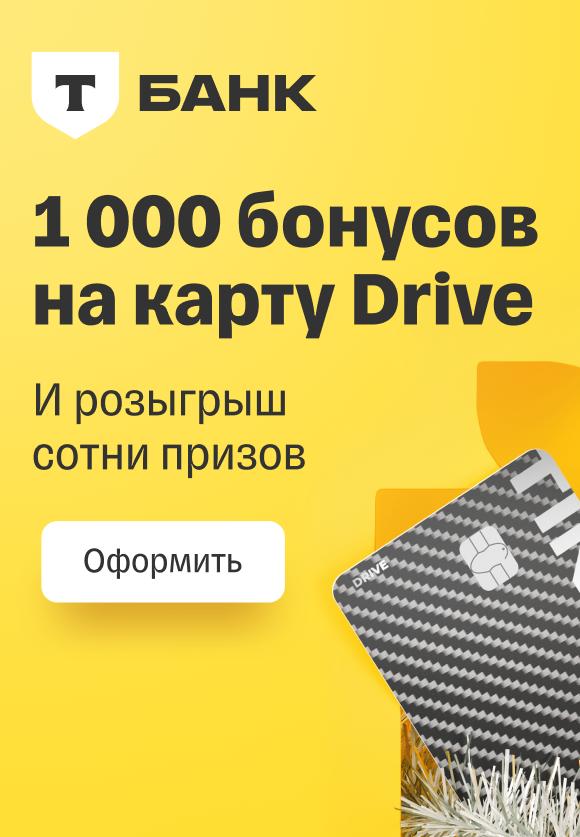 Т БАНК
1 000 бонусов
на карту Drive
И розыгрыш
сотни призов
Оформить
DRIVE